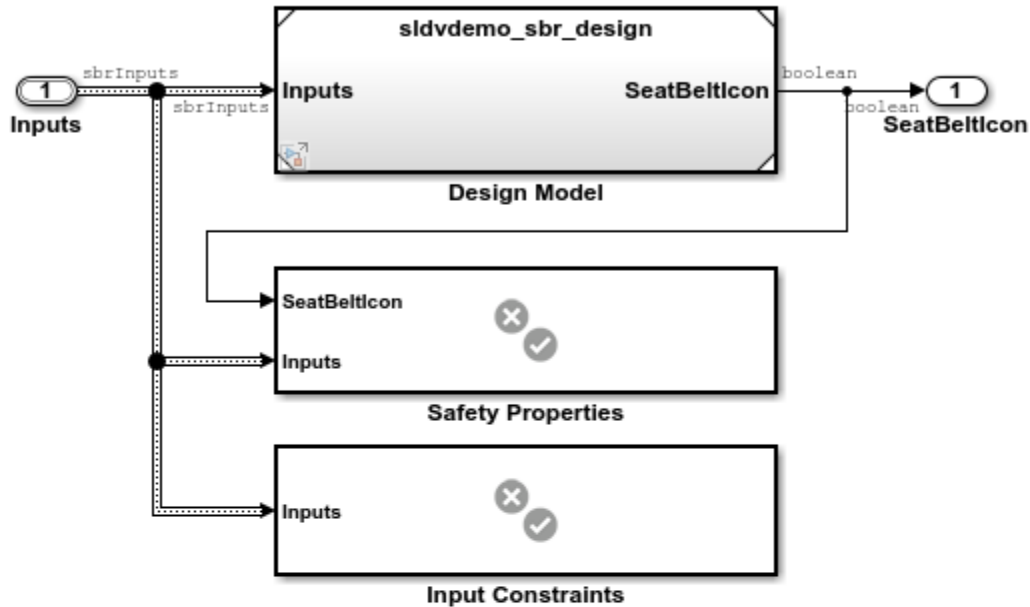 sldvdemo_sbr_design
sbrInputs
boolean
1
Inputs
SeatBeltIcon
1
sbrInputs
boolean
Inputs
SeatBeltIcon
Design Model
SeatBeltIcon
Inputs
Safety Properties
Inputs
Input Constraints